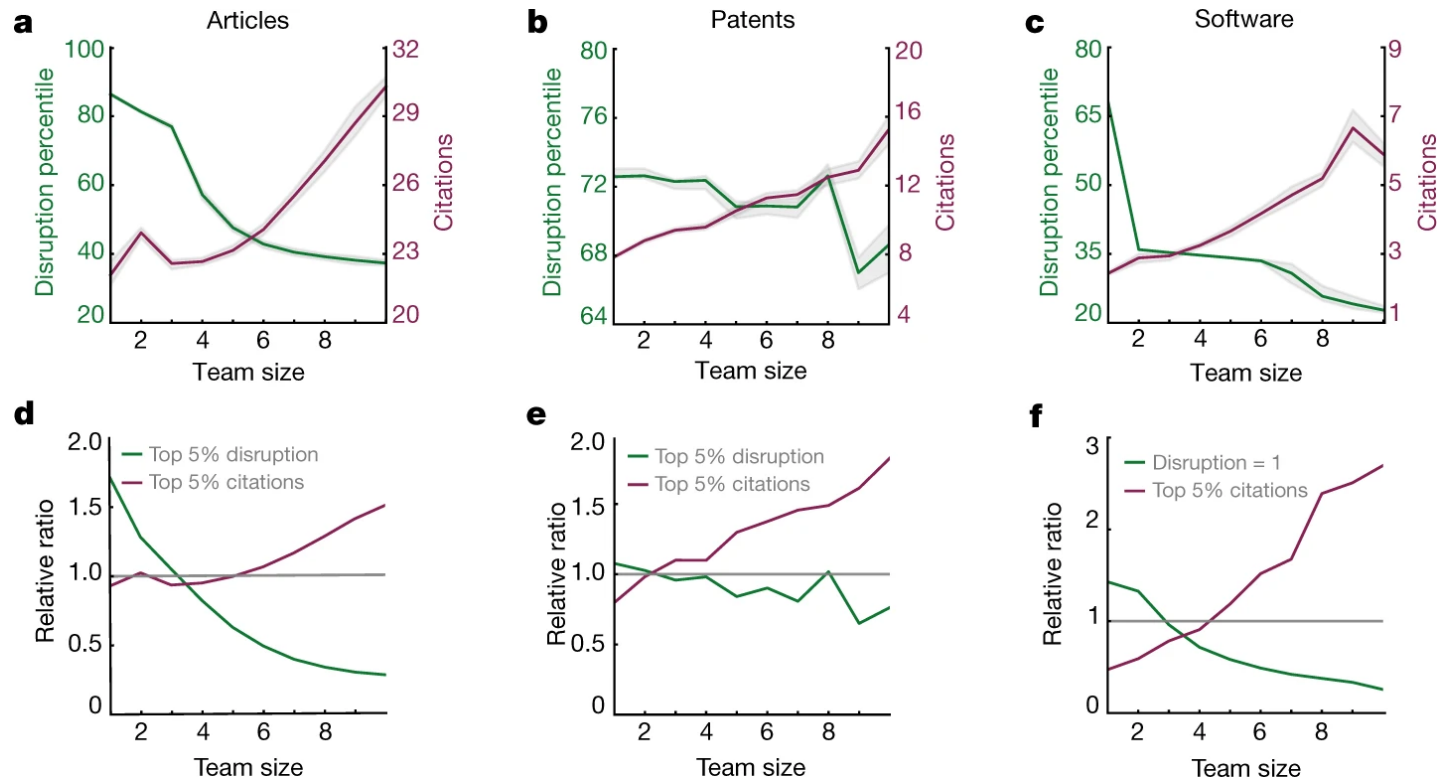 a
Articles
Disruption percentile
100
80
60
40
20
32
29
26
23
20
Citations
2 4 6 8
Team size
b
Patents
Disruption percentile
80
76
72
68
64
20
16
12
8
4
Citations
2 4 6 8
Team size
c
Software
Disruption percentile
80
65
50
35
20
9
7
5
3
1
Citations
2 4 6 8
Team size
d
Relative ratio
2.0
1.5
1.0
0.5
0
Top 5% disruption
Top 5% citations
2 4 6 8
Team size
e
Relative ratio
2.0
1.5
1.0
0.5
0
Top 5% disruption
Top 5% citations
2 4 6 8
Team size
f
Relative ratio
3
2
1
0
Disruption = 1
Top 5% citations
2 4 6 8
Team size